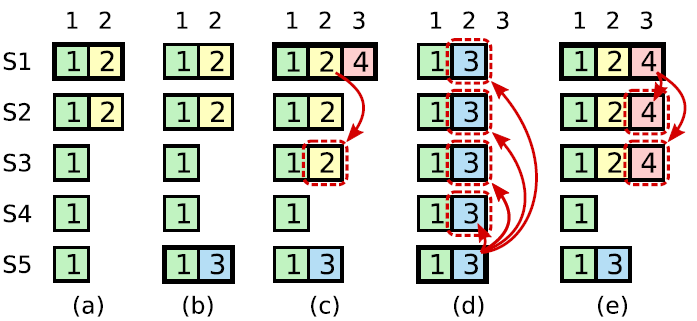 1 2 1 2 1 2 3 1 2 3 1 2 3
S1 1 2 1 2 1 2 4 1 3 1 2 4
S2 1 2 1 2 1 2 1 3 1 2 4
S3 1 1 1 2 1 3 1 2 4
S4 1 1 1 1 3 1
S5 1 1 3 1 3 1 3 1 3
(a) (b) (c) (d) (e)